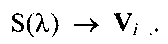 S(λ) → V_i .